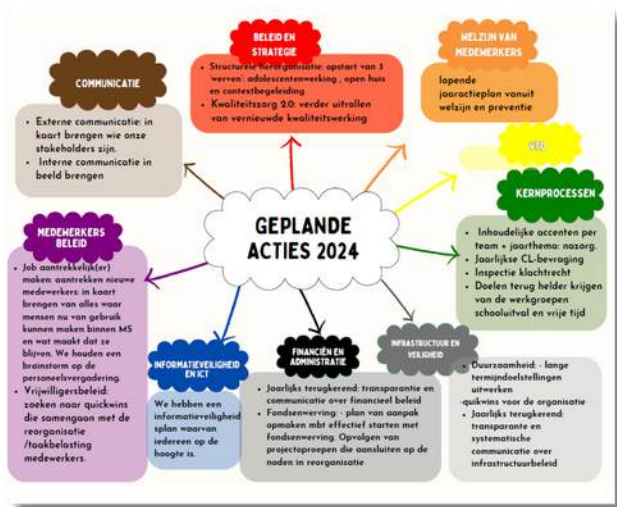 BELEID EN
STRATEGIE
• Structurele herorganisatie: opstart van 3
'werven': adolescentenwerking, open huis
en contextbegeleiding
• Kwaliteitszorg 2.0: verder uitrollen
van vernieuwde kwaliteitswerking
WELZIJN VAN
MEDEWERKERS
lopende
jaaractieplan vanuit
welzijn en preventie
COMMUNICATIE
• Externe communicatie: in
kaart brengen wie onze
stakeholders zijn.
• Interne communicatie in
beeld brengen
VTO
KERNPROCESSEN
• Inhoudelijke accenten per
team + jaarthema: nazorg.
• Jaarlijkse CL-bevraging
• Inspectie klachtrecht
• Doelen terug helder krijgen
van de werkgroepen
schooluitval en vrije tijd
GEPLANDE
ACTIES 2024
MEDEWERKERS
BELEID
• Job aantrekkelijk(er)
maken: aantrekken nieuwe
medewerkers: in kaart
brengen van alles waar
mensen nu van gebruik
kunnen maken binnen MS
en wat maakt dat ze
blijven. We houden een
brainstorm op de
personeelsvergadering.
• Vrijwilligersbeleid:
zoeken naar quickwins
die samengaan met de
reorganisatie
/taakbelasting
medewerkers.
INFORMATIEVEILIGHEID
EN ICT
We hebben een
informatieveiligheid
splan waarvan
iedereen op de
hoogte is.
FINANCIËN EN
ADMINISTRATIE
• Jaarlijks terugkerend: transparantie en
communicatie over financieel beleid
• Fondsenwerving: - plan van aanpak
opmaken mbt effectief starten met
fondsenwerving. Opvolgen van
projectoproepen die aansluiten op de
noden in reorganisatie
INFRASTRUCTUUR EN
VEILIGHEID
• Duurzaamheid: - lange
termijndoelstellingen
uitwerken
-quikwins voor de organisatie
• Jaarlijks terugkerend:
transparante en
systematische
communicatie over
infrastructuurbeleid